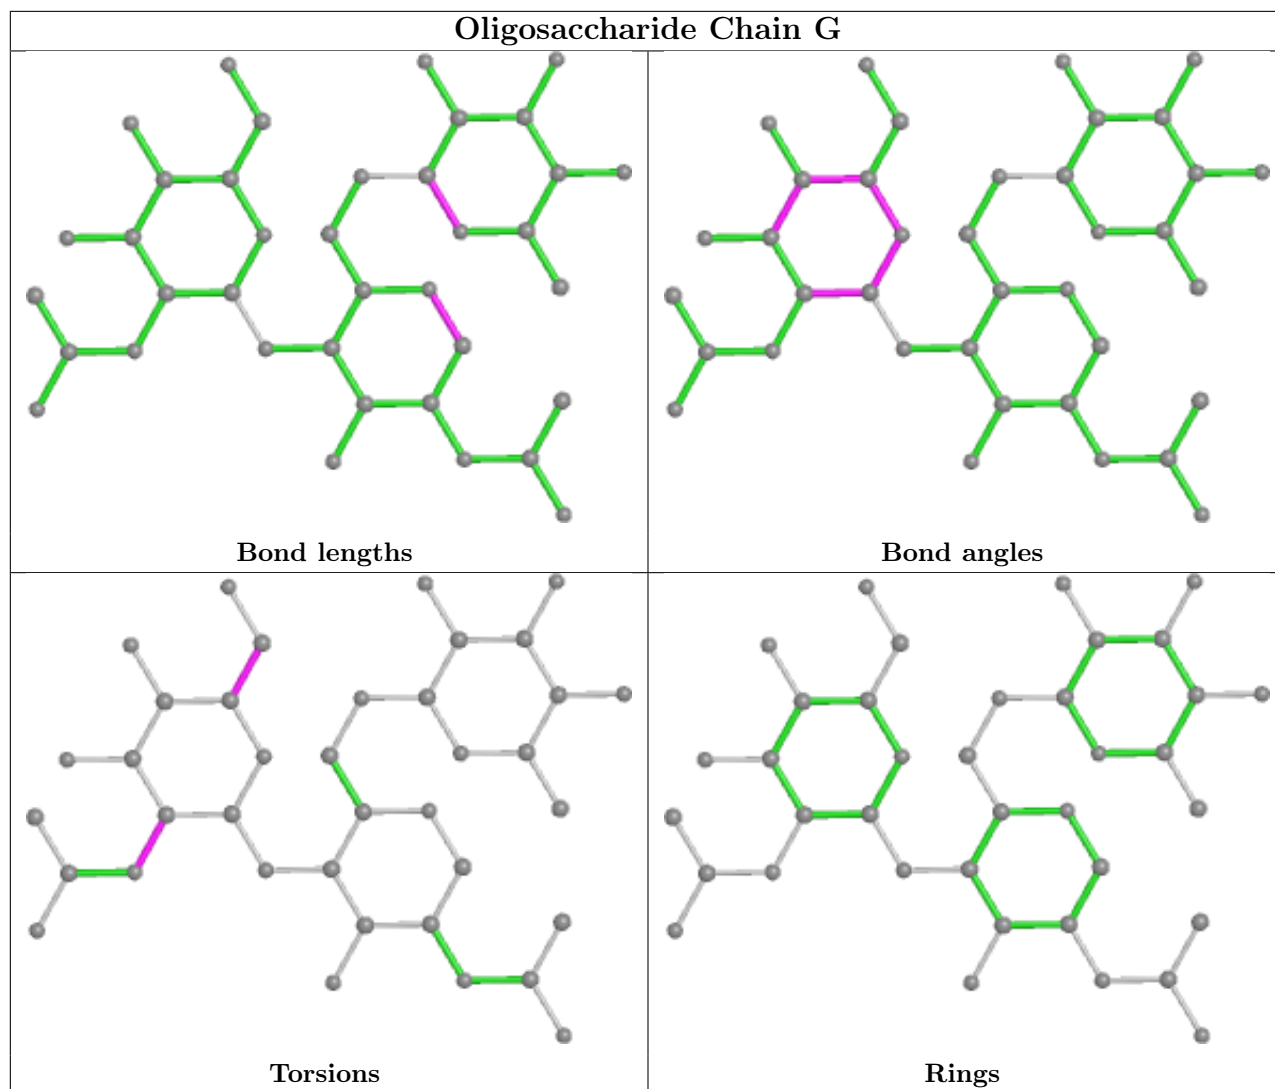 Oligosaccharide Chain G
Bond lengths
Bond angles
Torsions
Rings